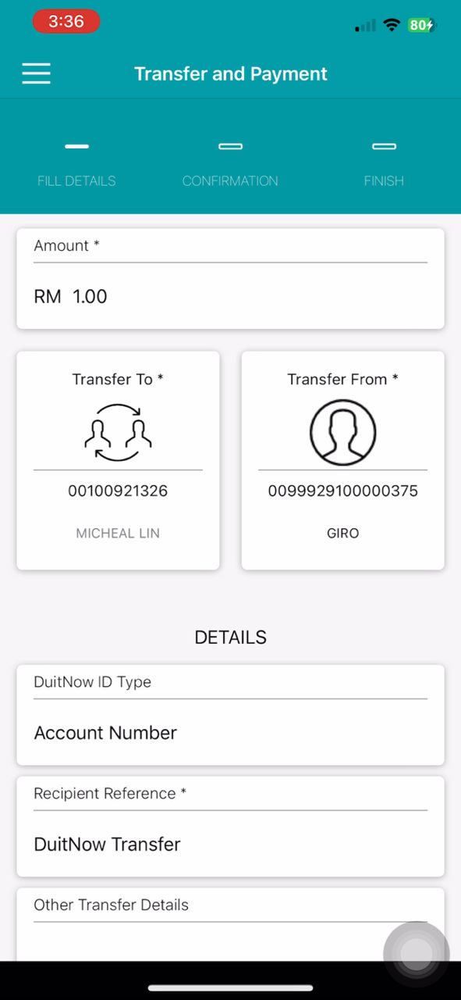 3:36
80
Transfer and Payment
FILL DETAILS CONFIRMATION FINISH
Amount *
RM 1.00
Transfer To *
00100921326
MICHEAL LIN
Transfer From *
0099929100000375
GIRO
DETAILS
DuitNow ID Type
Account Number
Recipient Reference *
DuitNow Transfer
Other Transfer Details